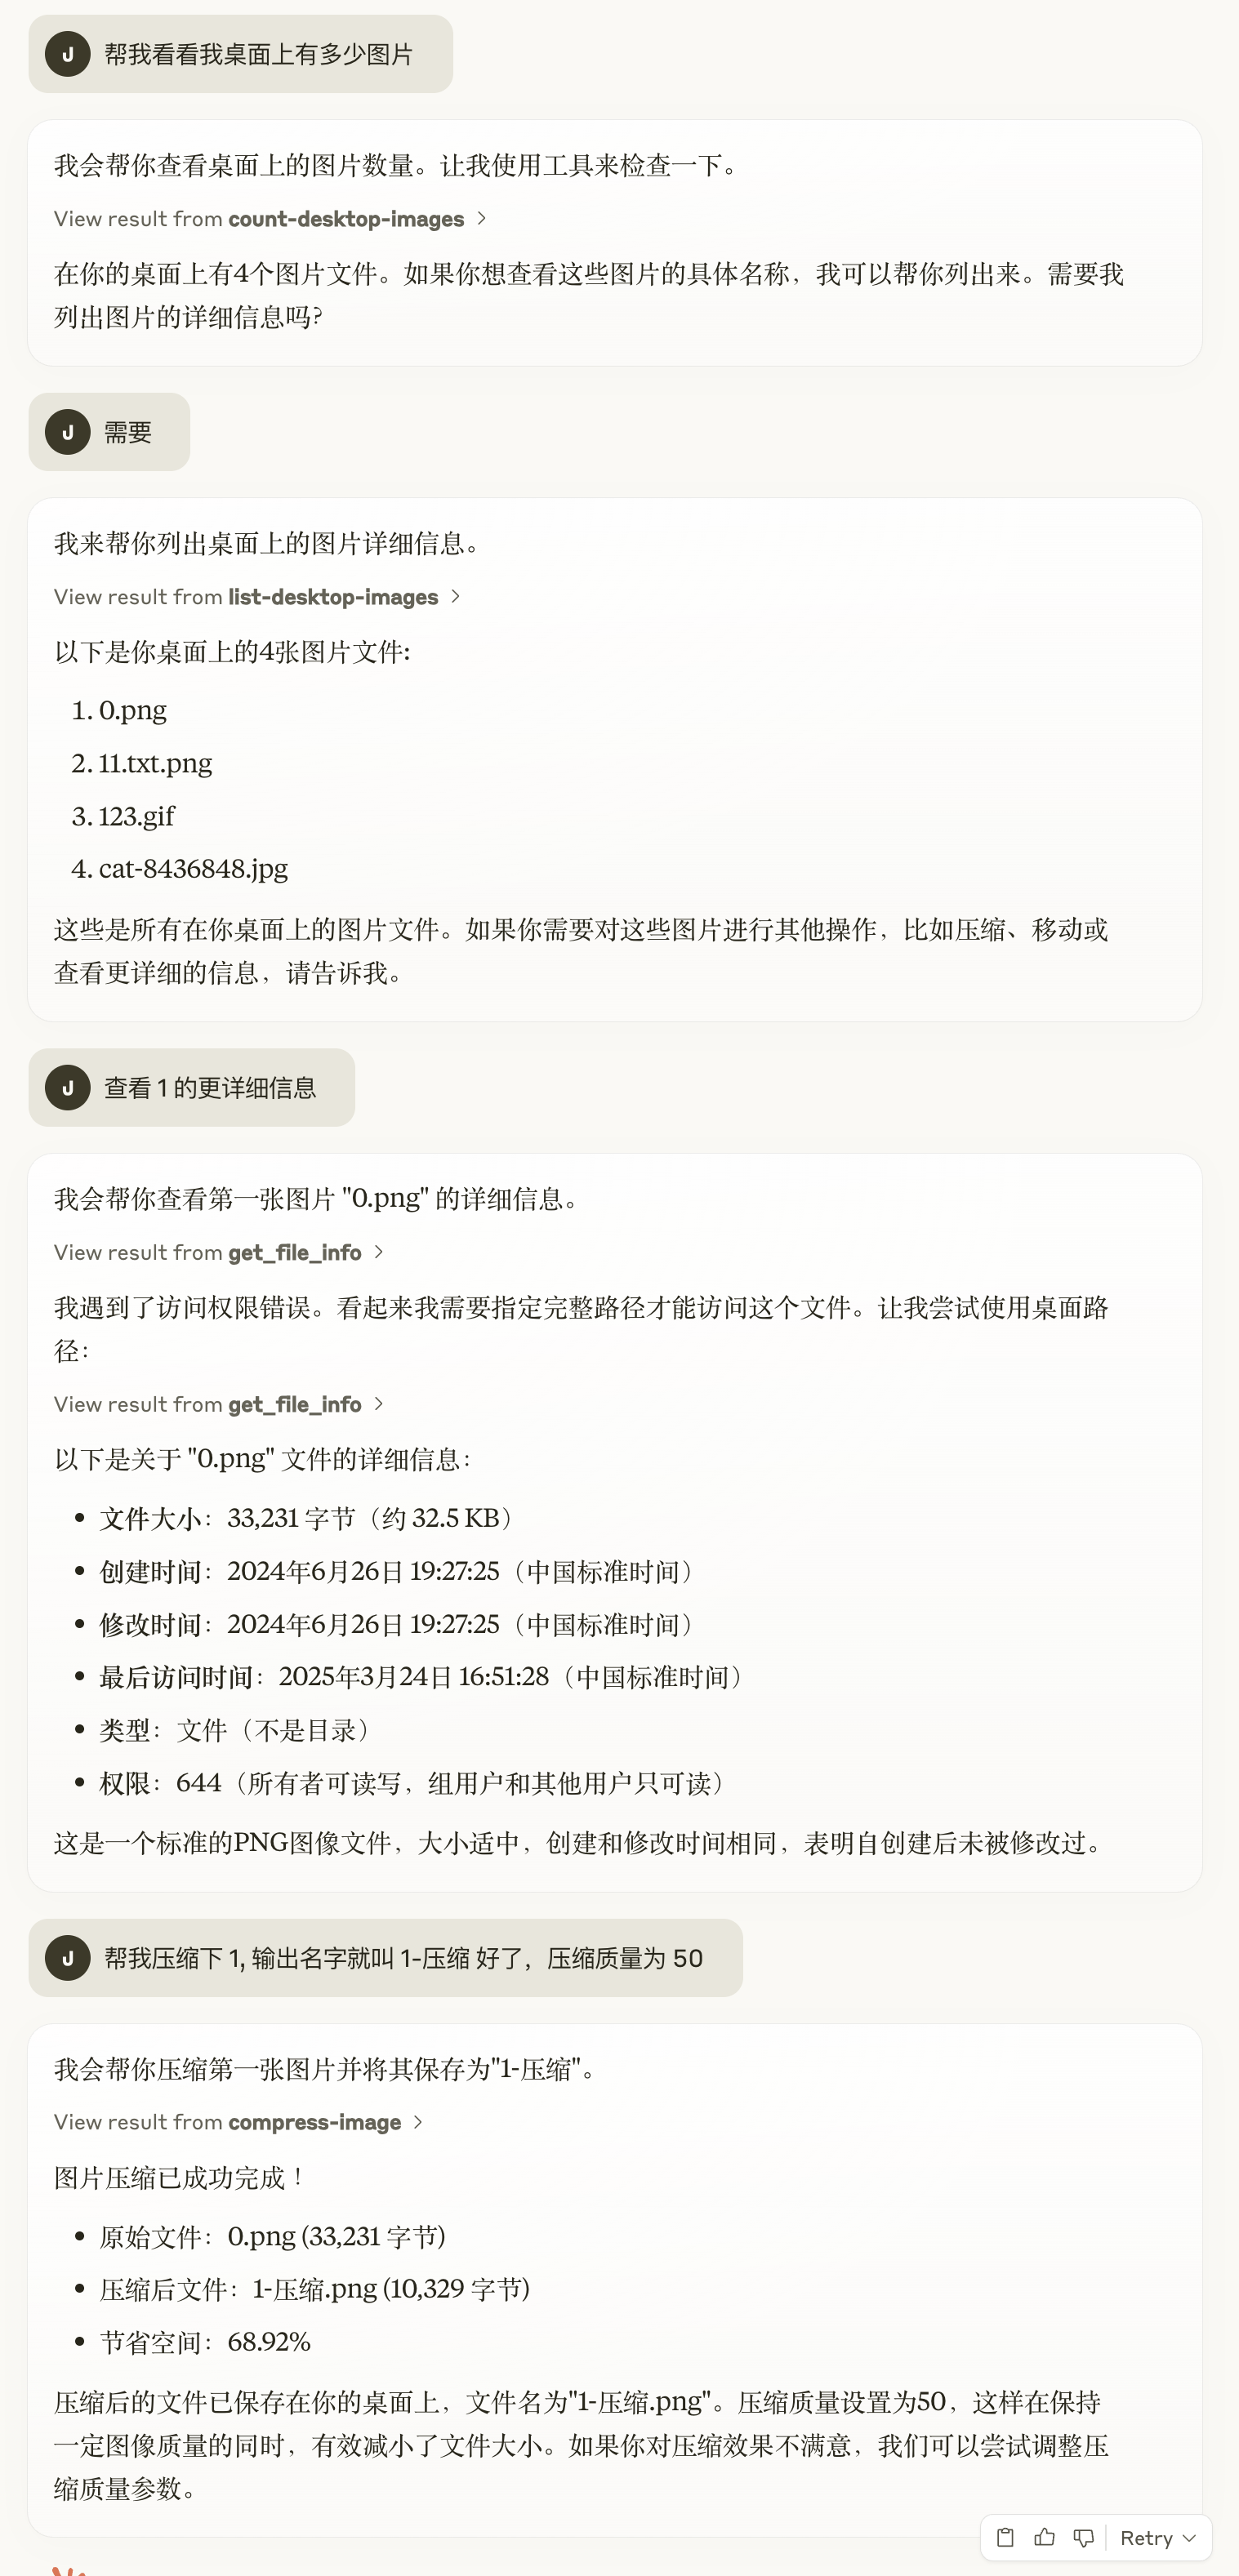 J 帮我看看我桌面上有多少图片
我会帮你查看桌面上的图片数量。让我使用工具来检查一下。
View result from count-desktop-images
在你的桌面上有4个图片文件。如果你想查看这些图片的具体名称，我可以帮你列出来。需要我
列出图片的详细信息吗?
J 需要
我来帮你列出桌面上的图片详细信息。
View result from list-desktop-images
以下是你桌面上的4张图片文件:
1. 0.png
2. 11.txt.png
3. 123.gif
4. cat-8436848.jpg
这些是所有在你桌面上的图片文件。如果你需要对这些图片进行其他操作，比如压缩、移动或
查看更详细的信息，请告诉我。
J 查看 1 的更详细信息
我会帮你查看第一张图片 "0.png" 的详细信息。
View result from get_file_info
我遇到了访问权限错误。看起来我需要指定完整路径才能访问这个文件。让我尝试使用桌面路
径：
View result from get_file_info
以下是关于 "0.png" 文件的详细信息：
• 文件大小：33,231 字节（约 32.5 KB）
• 创建时间：2024年6月26日 19:27:25（中国标准时间）
• 修改时间：2024年6月26日 19:27:25（中国标准时间）
• 最后访问时间：2025年3月24日 16:51:28（中国标准时间）
• 类型：文件（不是目录）
• 权限：644（所有者可读写，组用户和其他用户只可读）
这是一个标准的PNG图像文件，大小适中，创建和修改时间相同，表明自创建后未被修改过。
J 帮我压缩下 1, 输出名字就叫 1-压缩 好了，压缩质量为 50
我会帮你压缩第一张图片并将其保存为"1-压缩"。
View result from compress-image
图片压缩已成功完成！
• 原始文件：0.png (33,231 字节)
• 压缩后文件：1-压缩.png (10,329 字节)
• 节省空间：68.92%
压缩后的文件已保存在你的桌面上，文件名为"1-压缩.png"。压缩质量设置为50，这样在保持
一定图像质量的同时，有效减小了文件大小。如果你对压缩效果不满意，我们可以尝试调整压
缩质量参数。
Retry